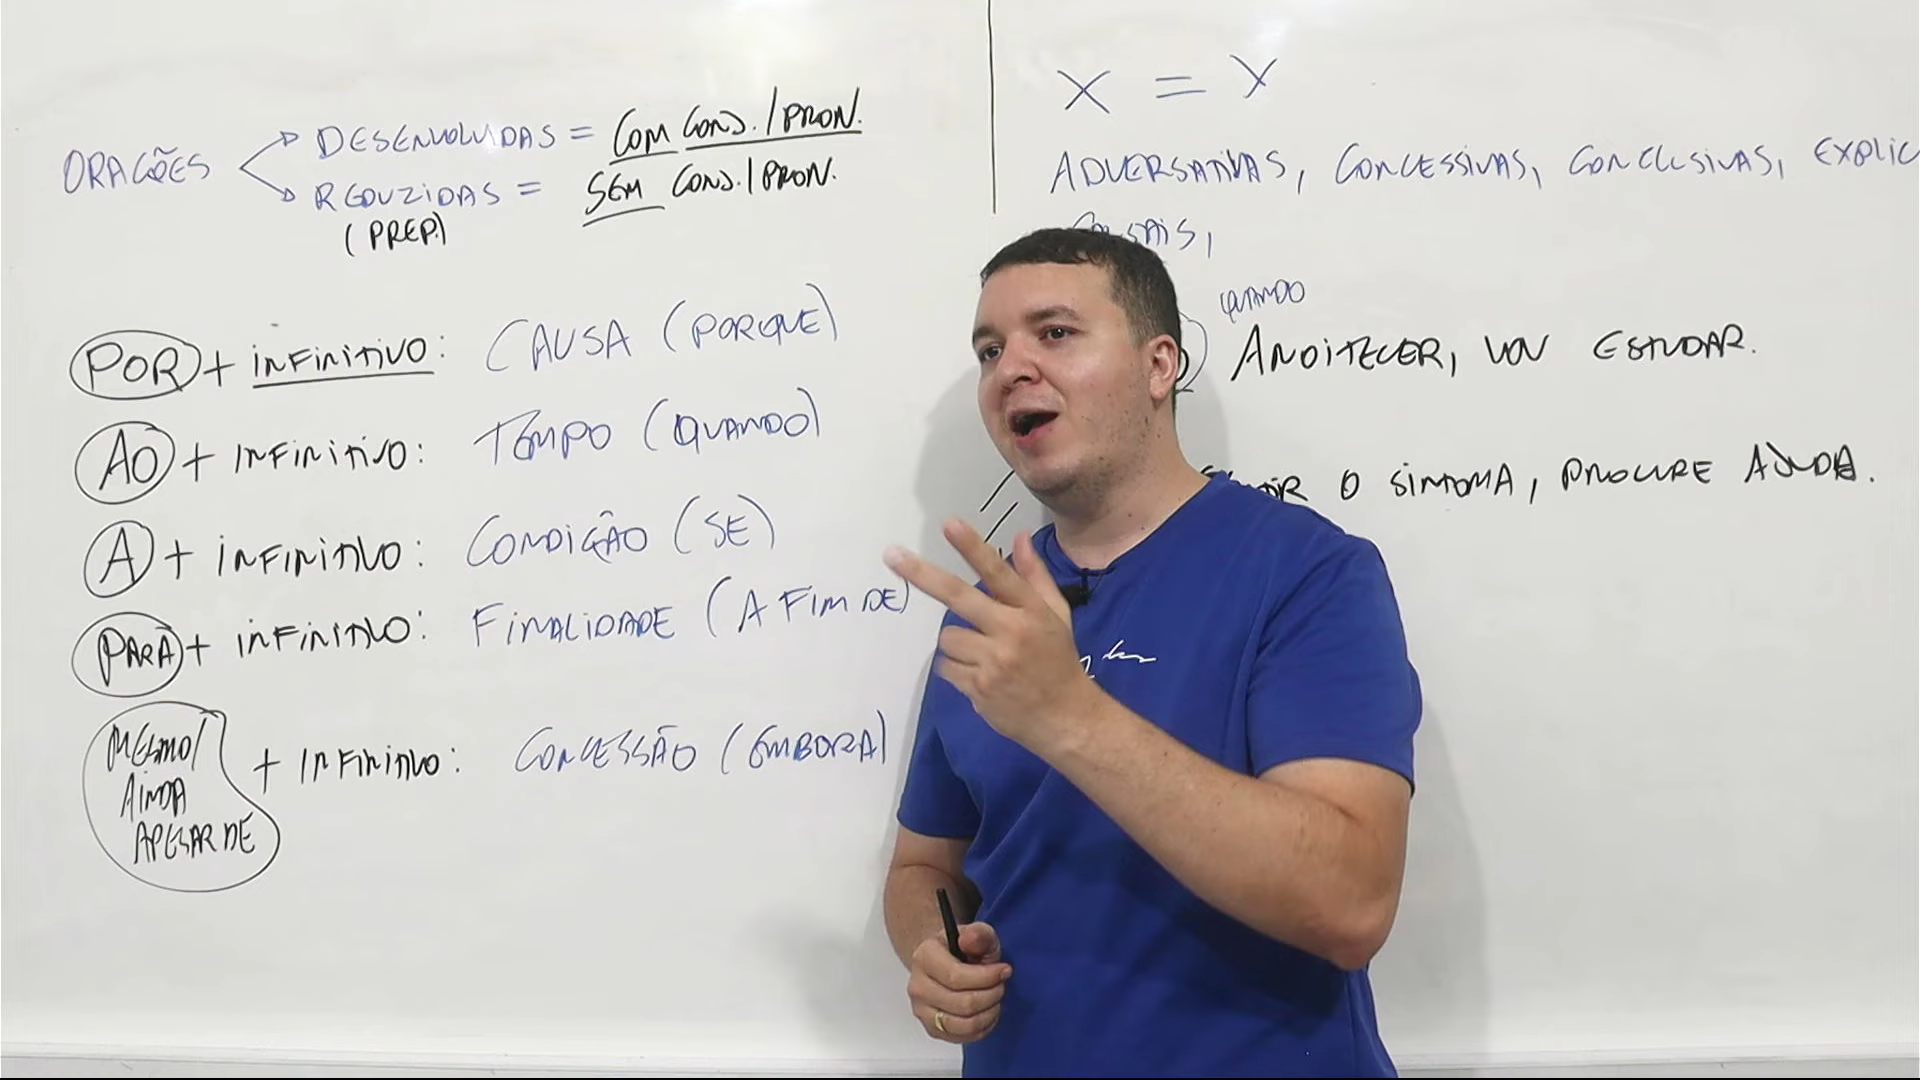 ORAÇÕES
DESENVOLVIDAS = COM CONJ. / PRON.
REDUZIDAS = SEM CONJ. / PRON.
(PREP.)
POR + INFINITIVO: CAUSA (PORQUE)
AO + INFINITIVO: TEMPO (QUANDO)
A + INFINITIVO: CONDIÇÃO (SE)
PARA + INFINITIVO: FINALIDADE (A FIM DE)
MESMO/
AINDA
APESAR DE
+ INFINITIVO: CONCESSÃO (EMBORA)
X = Y
ADVERSATIVAS, CONCESSIVAS, CONCLUSIVAS, EXPLIC
CAUSAIS,
QUANDO
ANOITECER, VOU ESTUDAR.
O SINTOMA, PROCURE AJUDA.